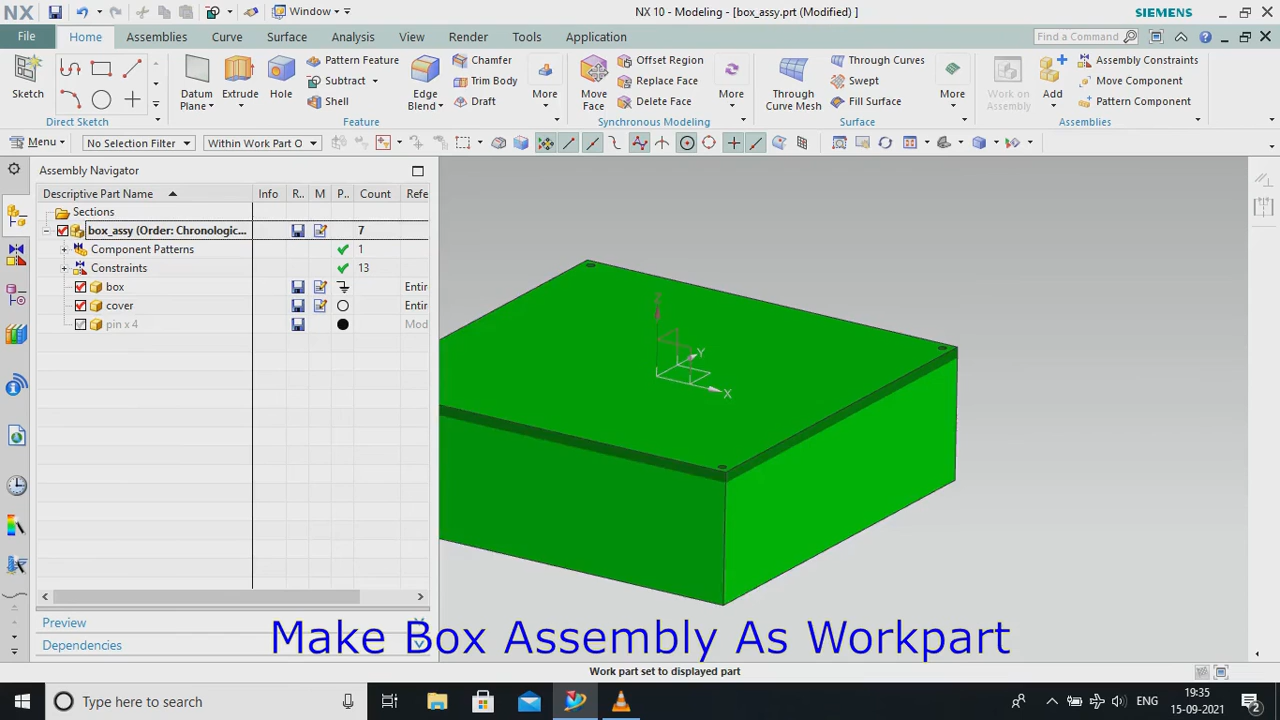 NX
Window
NX 10 - Modeling - [box_assy.prt (Modified) ]
SIEMENS
File
Home
Assemblies
Curve
Surface
Analysis
View
Render
Tools
Application
Find a Command
Sketch
Direct Sketch
Datum
Plane
Extrude
Hole
Pattern Feature
Subtract
Shell
Edge
Blend
Chamfer
Trim Body
Draft
More
Feature
Move
Face
Offset Region
Replace Face
Delete Face
More
Synchronous Modeling
Through
Curve Mesh
Through Curves
Swept
Fill Surface
More
Surface
Work on
Assembly
Add
Assembly Constraints
Move Component
Pattern Component
Assemblies
Menu
No Selection Filter
Within Work Part O
Assembly Navigator
Descriptive Part Name
Info
R..
M
P..
Count
Refe
Sections
box_assy (Order: Chronologic...
7
Component Patterns
1
Constraints
13
box
Entir
cover
Entir
pin x 4
Mod
Preview
Dependencies
Z
Y
X
Make Box Assembly As Workpart
Work part set to displayed part
Type here to search
ENG
19:35
15-09-2021
2